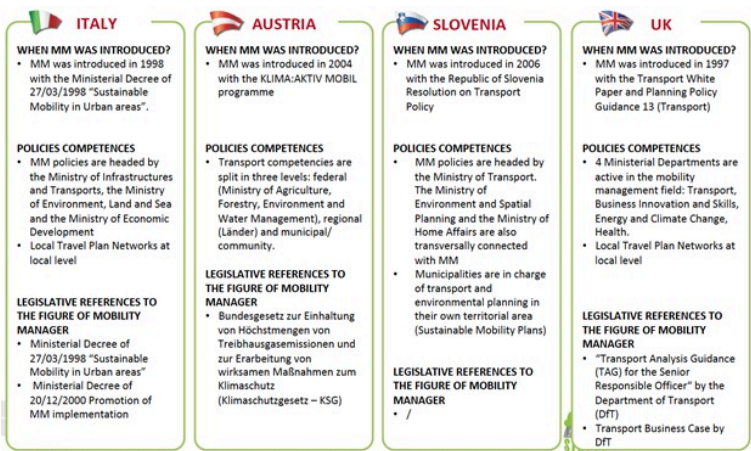 ITALY
WHEN MM WAS INTRODUCED?
• MM was introduced in 1998
with the Ministerial Decree of
27/03/1998 “Sustainable
Mobility in Urban areas”.
POLICIES COMPETENCES
• MM policies are headed by
the Ministry of Infrastructures
and Transports, the Ministry
of Environment, Land and Sea
and the Ministry of Economic
Development
• Local Travel Plan Networks at
local level
LEGISLATIVE REFERENCES TO
THE FIGURE OF MOBILITY
MANAGER
• Ministerial Decree of
27/03/1998 “Sustainable
Mobility in Urban areas”
• Ministerial Decree of
20/12/2000 Promotion of
MM implementation
AUSTRIA
WHEN MM WAS INTRODUCED?
• MM was introduced in 2004
with the KLIMA:AKTIV MOBIL
programme
POLICIES COMPETENCES
• Transport competencies are
split in three levels: federal
(Ministry of Agriculture,
Forestry, Environment and
Water Management), regional
(Länder) and municipal/
community.
LEGISLATIVE REFERENCES TO
THE FIGURE OF MOBILITY
MANAGER
• Bundesgesetz zur Einhaltung
von Höchstmengen von
Treibhausgasemissionen und
zur Erarbeitung von
wirksamen Maßnahmen zum
Klimaschutz
(Klimaschutzgesetz – KSG)
SLOVENIA
WHEN MM WAS INTRODUCED?
• MM was introduced in 2006
with the Republic of Slovenia
Resolution on Transport
Policy
POLICIES COMPETENCES
• MM policies are headed by
the Ministry of Transport.
The Ministry of
Environment and Spatial
Planning and the Ministry of
Home Affairs are also
transversally connected
with MM
• Municipalities are in charge
of transport and
environmental planning in
their own territorial area
(Sustainable Mobility Plans)
LEGISLATIVE REFERENCES TO
THE FIGURE OF MOBILITY
MANAGER
• /
UK
WHEN MM WAS INTRODUCED?
• MM was introduced in 1997
with the Transport White
Paper and Planning Policy
Guidance 13 (Transport)
POLICIES COMPETENCES
• 4 Ministerial Departments are
active in the mobility
management field: Transport,
Business Innovation and Skills,
Energy and Climate Change,
Health.
• Local Travel Plan Networks at
local level
LEGISLATIVE REFERENCES TO
THE FIGURE OF MOBILITY
MANAGER
• “Transport Analysis Guidance
(TAG) for the Senior
Responsible Officer” by the
Department of Transport
(DfT)
• Transport Business Case by
DfT